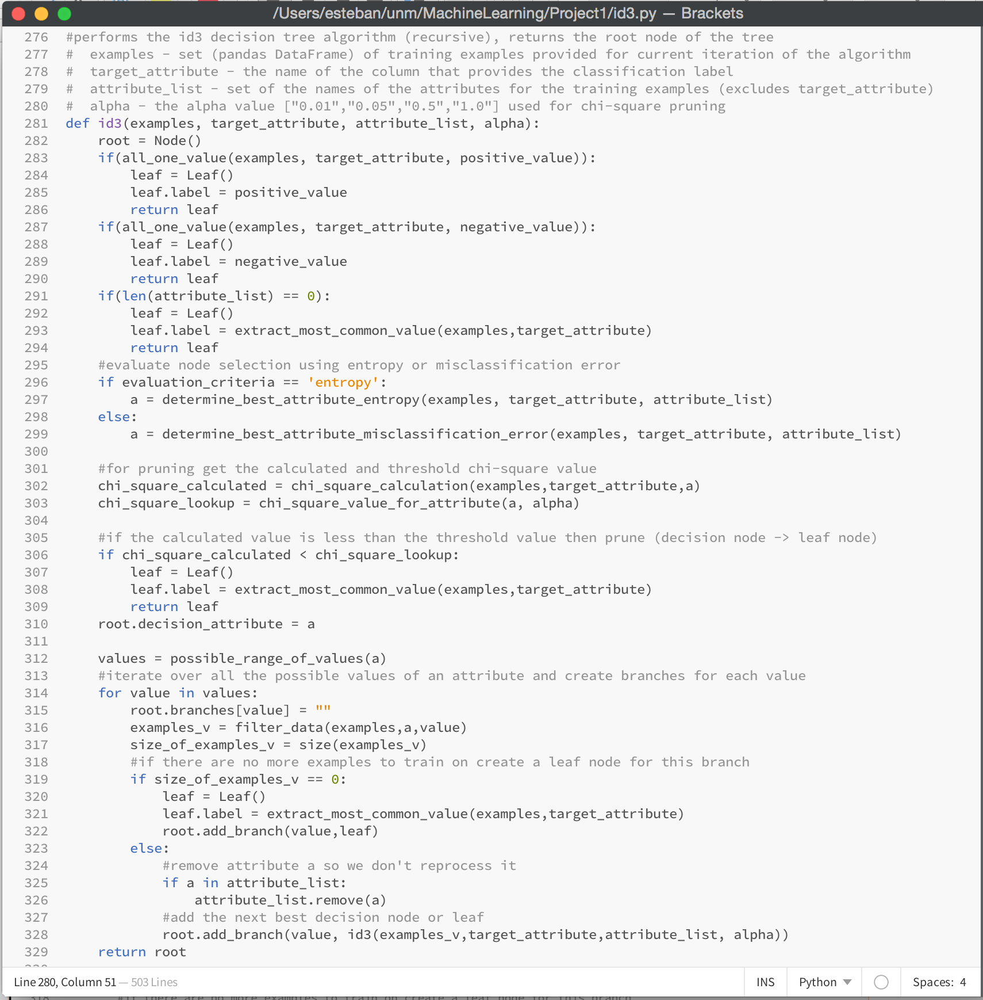 /Users/esteban/unm/MachineLearning/Project1/id3.py — Brackets
276 #performs the id3 decision tree algorithm (recursive), returns the root node of the tree
277 #  examples - set (pandas DataFrame) of training examples provided for current iteration of the algorithm
278 #  target_attribute - the name of the column that provides the classification label
279 #  attribute_list - set of the names of the attributes for the training examples (excludes target_attribute)
280 #  alpha - the alpha value ["0.01","0.05","0.5","1.0"] used for chi-square pruning
281 def id3(examples, target_attribute, attribute_list, alpha):
282     root = Node()
283     if(all_one_value(examples, target_attribute, positive_value)):
284         leaf = Leaf()
285         leaf.label = positive_value
286         return leaf
287     if(all_one_value(examples, target_attribute, negative_value)):
288         leaf = Leaf()
289         leaf.label = negative_value
290         return leaf
291     if(len(attribute_list) == 0):
292         leaf = Leaf()
293         leaf.label = extract_most_common_value(examples,target_attribute)
294         return leaf
295     #evaluate node selection using entropy or misclassification error
296     if evaluation_criteria == 'entropy':
297         a = determine_best_attribute_entropy(examples, target_attribute, attribute_list)
298     else:
299         a = determine_best_attribute_misclassification_error(examples, target_attribute, attribute_list)
300
301     #for pruning get the calculated and threshold chi-square value
302     chi_square_calculated = chi_square_calculation(examples,target_attribute,a)
303     chi_square_lookup = chi_square_value_for_attribute(a, alpha)
304
305     #if the calculated value is less than the threshold value then prune (decision node -> leaf node)
306     if chi_square_calculated < chi_square_lookup:
307         leaf = Leaf()
308         leaf.label = extract_most_common_value(examples,target_attribute)
309         return leaf
310     root.decision_attribute = a
311
312     values = possible_range_of_values(a)
313     #iterate over all the possible values of an attribute and create branches for each value
314     for value in values:
315         root.branches[value] = ""
316         examples_v = filter_data(examples,a,value)
317         size_of_examples_v = size(examples_v)
318         #if there are no more examples to train on create a leaf node for this branch
319         if size_of_examples_v == 0:
320             leaf = Leaf()
321             leaf.label = extract_most_common_value(examples,target_attribute)
322             root.add_branch(value,leaf)
323         else:
324             #remove attribute a so we don't reprocess it
325             if a in attribute_list:
326                 attribute_list.remove(a)
327             #add the next best decision node or leaf
328             root.add_branch(value, id3(examples_v,target_attribute,attribute_list, alpha))
329     return root
Line 280, Column 51 — 503 Lines INS Python Spaces: 4